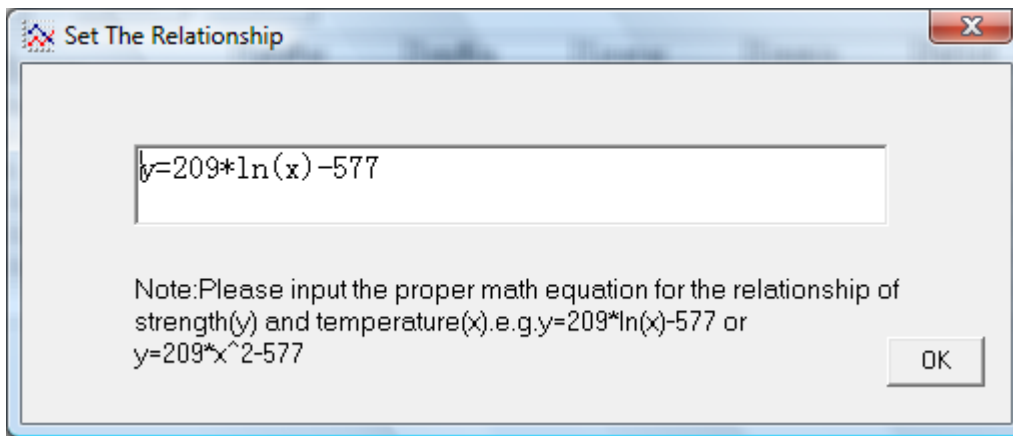 Set The Relationship
y=209*ln(x)-577
Note:Please input the proper math equation for the relationship of
strength(y) and temperature(x).e.g.y=209*ln(x)-577 or
y=209*x^2-577
OK